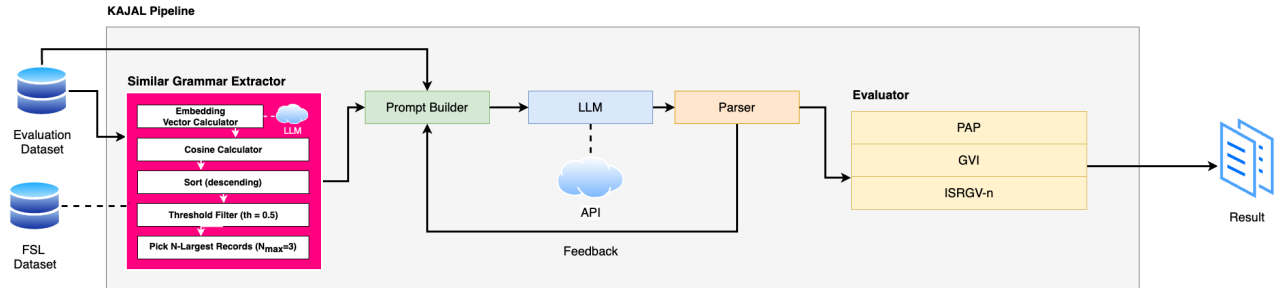 KAJAL Pipeline
Evaluation
Dataset
FSL
Dataset
Similar Grammar Extractor
Embedding
Vector Calculator
LLM
Cosine Calculator
Sort (descending)
Threshold Filter (th = 0.5)
Pick N-Largest Records (Nmax=3)
Prompt Builder
LLM
API
Parser
Feedback
Evaluator
PAP
GVI
ISRGV-n
Result